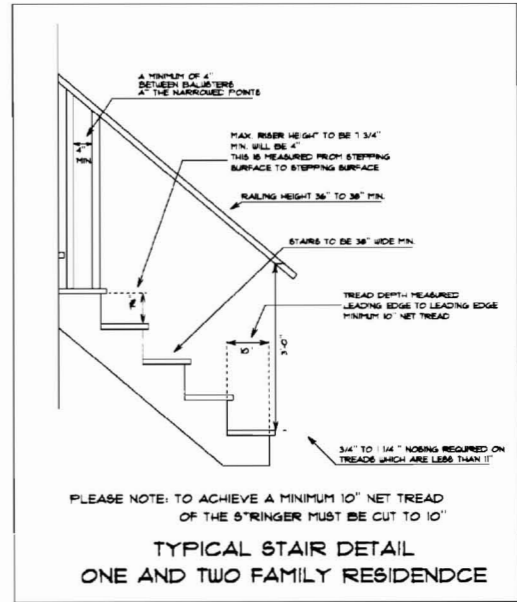 A MINIMUM OF 4"
BETWEEN BALUSTERS
AT THE NARROWED POINTS
4"
MIN.
MAX. RISER HEIGHT TO BE 7 3/4"
MIN. WILL BE 4"
THIS IS MEASURED FROM STEPPING
SURFACE TO STEPPING SURFACE
RAILING HEIGHT 36" TO 38" MIN.
STAIRS TO BE 38" WIDE MIN.
TREAD DEPTH MEASURED
LEADING EDGE TO LEADING EDGE
MINIMUM 10" NET TREAD
10"
3'-0"
3/4" TO 1 1/4" NOSING REQUIRED ON
TREADS WHICH ARE LESS THAN 11"
PLEASE NOTE: TO ACHIEVE A MINIMUM 10" NET TREAD
OF THE STRINGER MUST BE CUT TO 10"
TYPICAL STAIR DETAIL
ONE AND TWO FAMILY RESIDENDCE